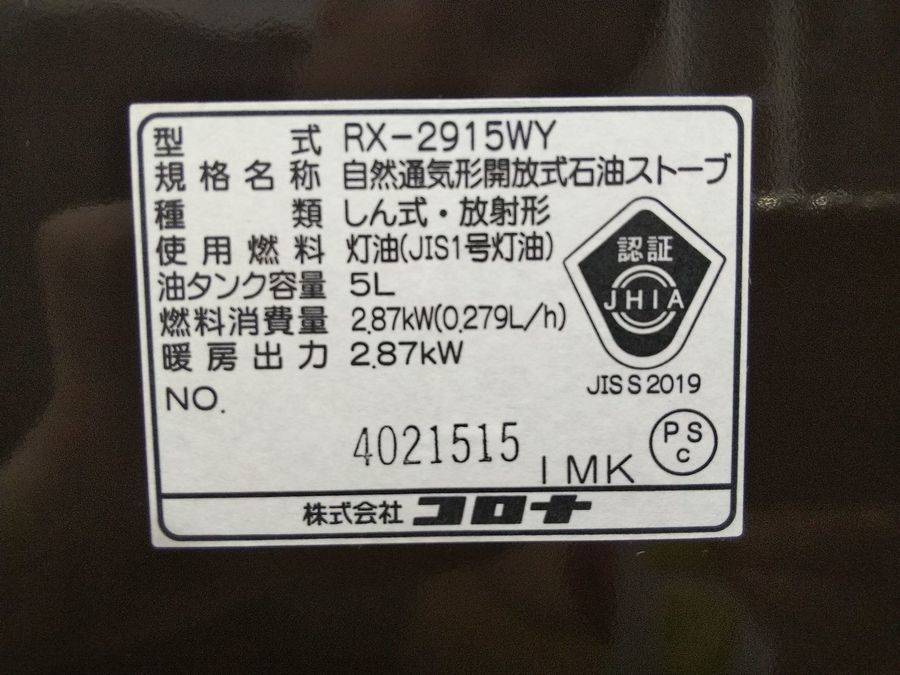 型式 RX-2915WY
規格名称 自然通気形開放式石油ストーブ
種類 しん式・放射形
使用燃料 灯油(JIS1号灯油)
油タンク容量 5L
燃料消費量 2.87kW(0.279L/h)
暖房出力 2.87kW
認証
JHIA
JIS S 2019
NO.
4021515
IMK
PS
C
株式会社 コロナ